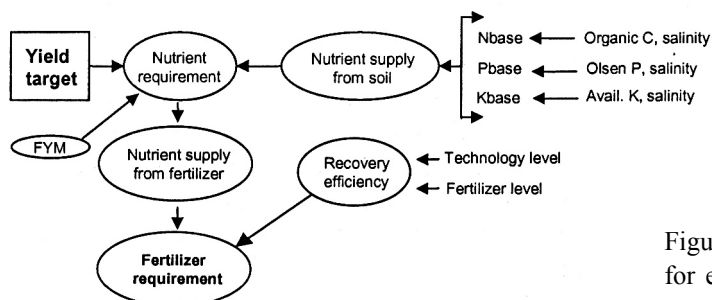 Yield
target
Nutrient
requirement
Nutrient supply
from soil
Nbase
Organic C, salinity
Pbase
Olsen P, salinity
Kbase
Avail. K, salinity
FYM
Nutrient supply
from fertilizer
Recovery
efficiency
Technology level
Fertilizer level
Fertilizer
requirement
Figu
for e